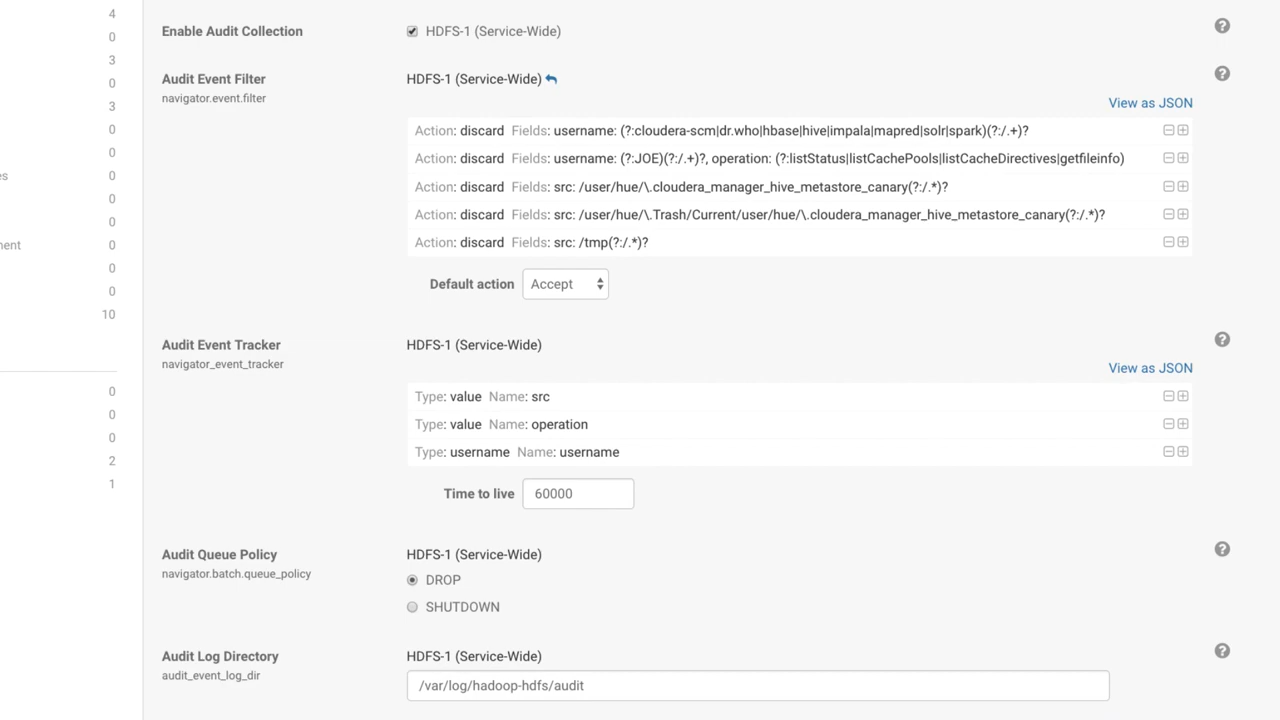 4
0
3
0
3
0
0
es 0
0
0
ment 0
0
0
10
0
0
0
2
1
Enable Audit Collection
HDFS-1 (Service-Wide)
Audit Event Filter
navigator.event.filter
HDFS-1 (Service-Wide)
View as JSON
Action: discard Fields: username: (?:cloudera-scm|dr.who|hbase|hive|impala|mapred|solr|spark)(?:/.+)?
Action: discard Fields: username: (?:JOE)(?:/.+)?, operation: (?:listStatus|listCachePools|listCacheDirectives|getfileinfo)
Action: discard Fields: src: /user/hue/\.cloudera_manager_hive_metastore_canary(?:/.*)?
Action: discard Fields: src: /user/hue/\.Trash/Current/user/hue/\.cloudera_manager_hive_metastore_canary(?:/.*)?
Action: discard Fields: src: /tmp(?:/.*)?
Default action Accept
Audit Event Tracker
navigator_event_tracker
HDFS-1 (Service-Wide)
View as JSON
Type: value Name: src
Type: value Name: operation
Type: username Name: username
Time to live 60000
Audit Queue Policy
navigator.batch.queue_policy
HDFS-1 (Service-Wide)
DROP
SHUTDOWN
Audit Log Directory
audit_event_log_dir
HDFS-1 (Service-Wide)
/var/log/hadoop-hdfs/audit